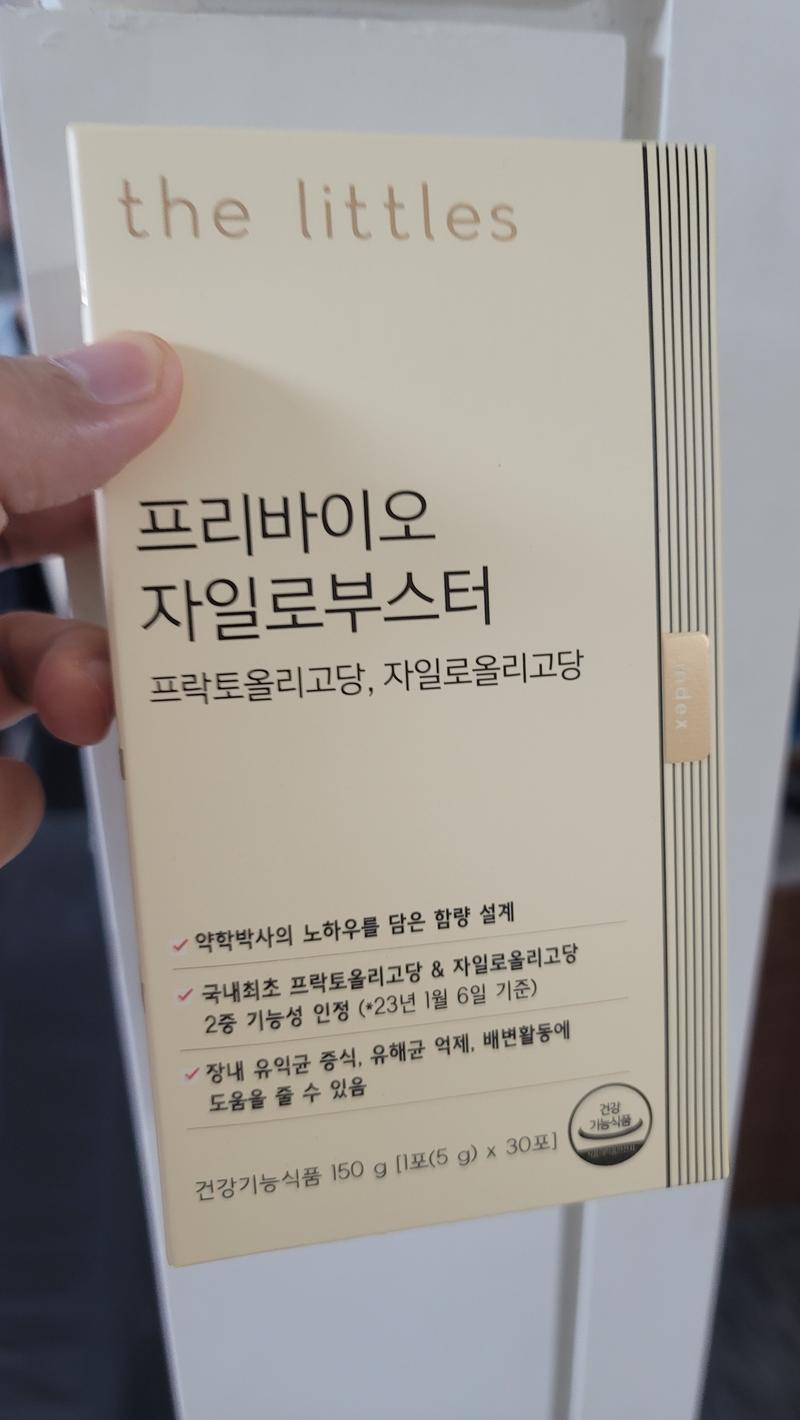 the littles
프리바이오
자일로부스터
프락토올리고당, 자일로올리고당
index
약학박사의 노하우를 담은 함량 설계
국내최초 프락토올리고당 & 자일로올리고당
2중 기능성 인정 (*23년 1월 6일 기준)
장내 유익균 증식, 유해균 억제, 배변활동에
도움을 줄 수 있음
건강기능식품 150 g [1포(5 g) x 30포]
건강
기능식품